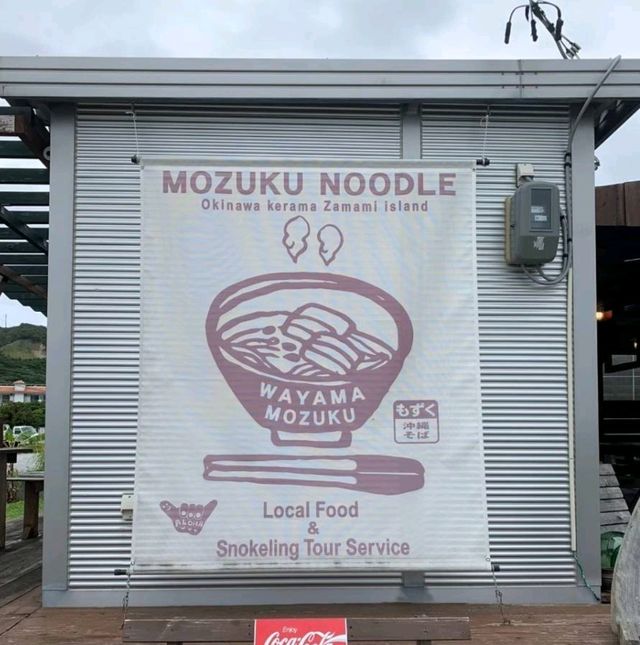 MOZUKU NOODLE
Okinawa kerama Zamami island
WAYAMA
MOZUKU
もずく
沖縄
そば
ALOHA
Local Food
&
Snokeling Tour Service
Enjoy
Coca-Cola